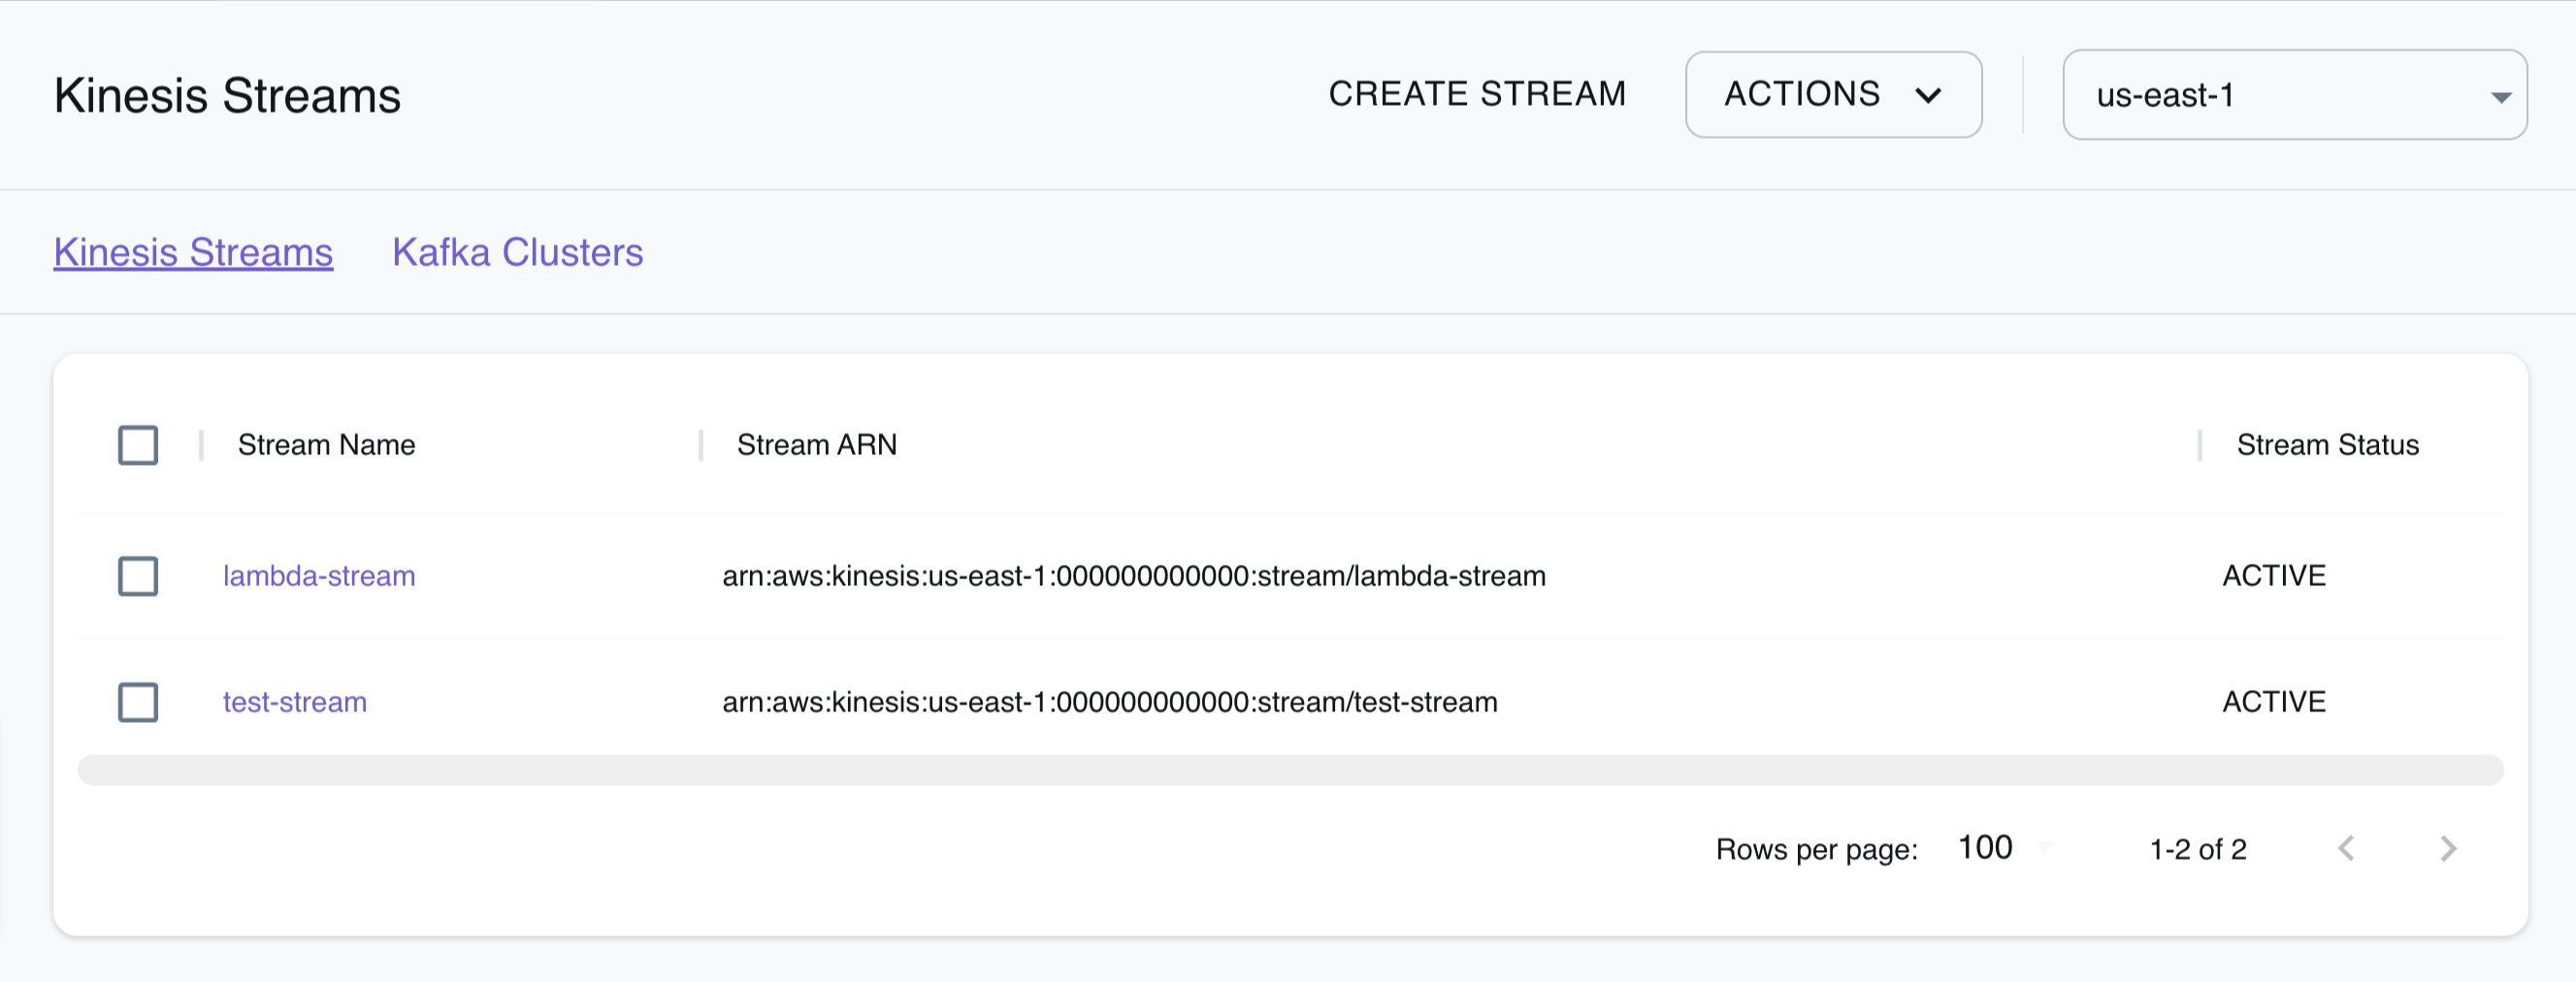 Kinesis Streams
CREATE STREAM
ACTIONS
us-east-1
Kinesis Streams
Kafka Clusters
Stream Name
Stream ARN
Stream Status
lambda-stream
arn:aws:kinesis:us-east-1:000000000000:stream/lambda-stream
ACTIVE
test-stream
arn:aws:kinesis:us-east-1:000000000000:stream/test-stream
ACTIVE
Rows per page:
100
1-2 of 2